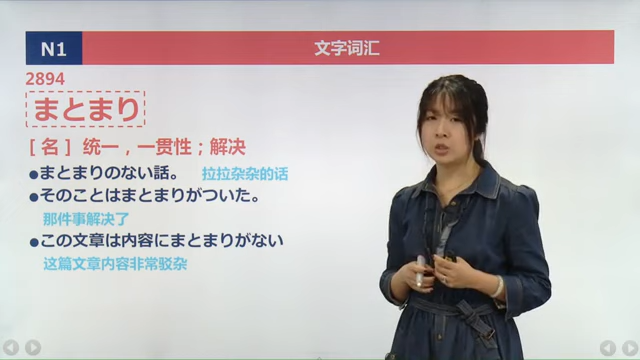 N1 文字词汇
2894
まとまり
[ 名 ] 统一，一贯性；解决
●まとまりのない話。 拉拉杂杂的话
●そのことはまとまりがついた。
那件事解决了
●この文章は内容にまとまりがない
这篇文章内容非常驳杂